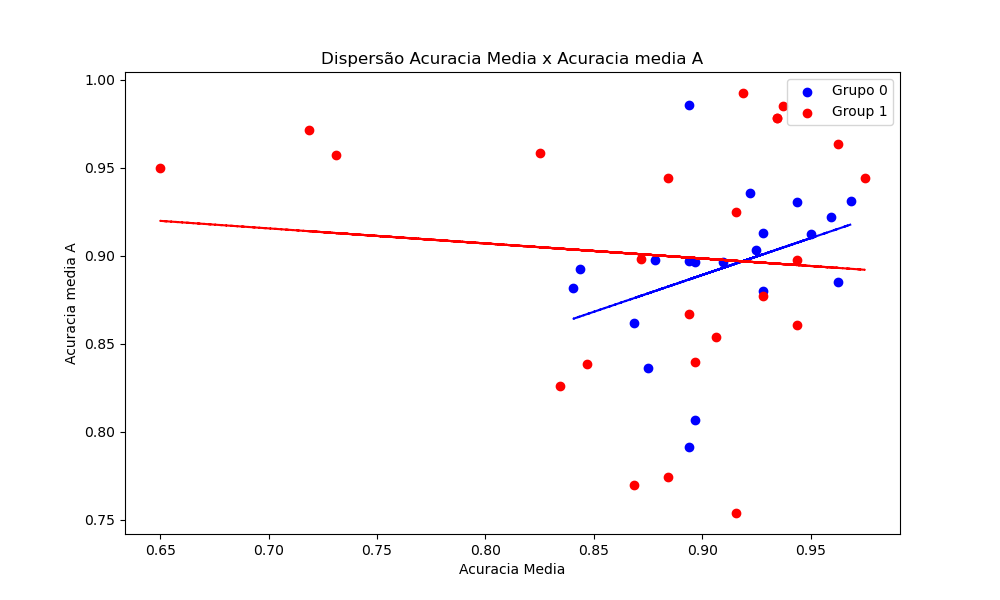 Dispersão Acuracia Media x Acuracia media A
Grupo 0
Group 1
Acuracia media A
1.00
0.95
0.90
0.85
0.80
0.75
0.65
0.70
0.75
0.80
0.85
0.90
0.95
Acuracia Media